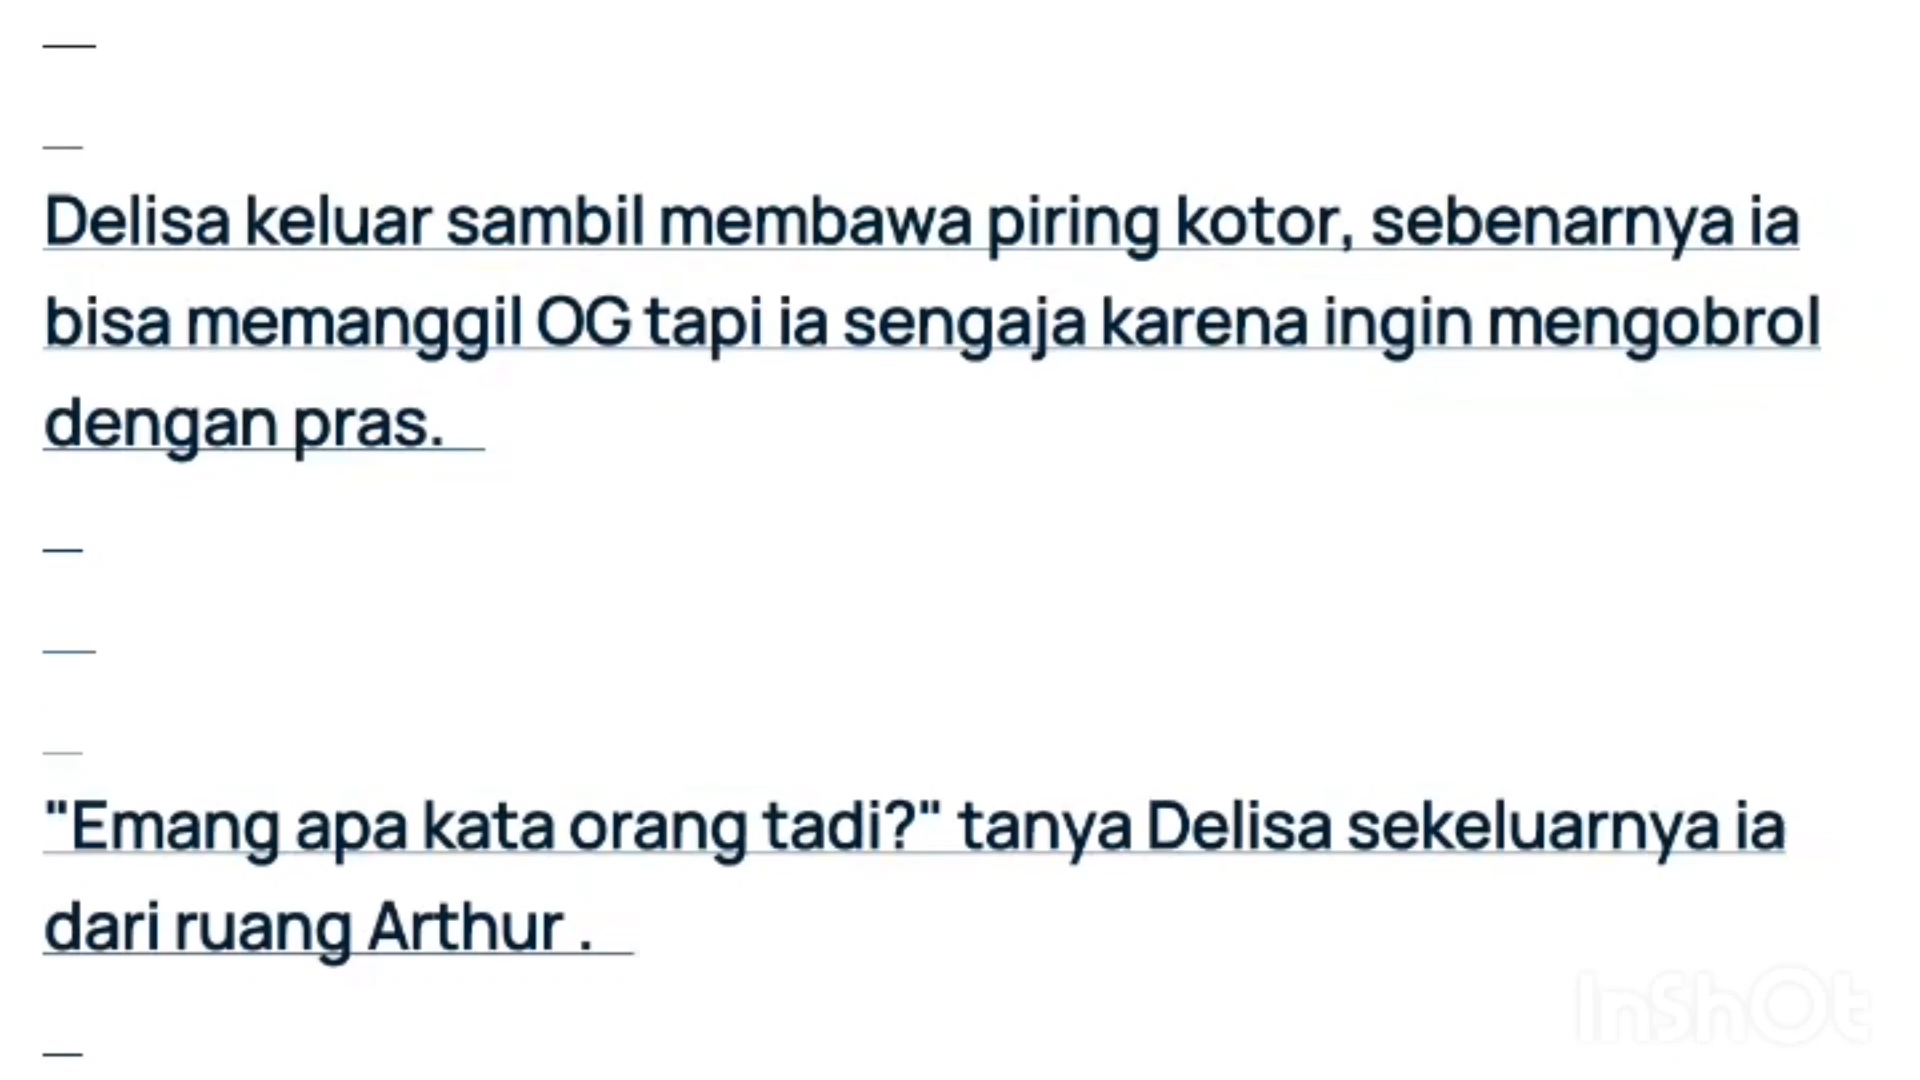 Delisa keluar sambil membawa piring kotor, sebenarnya ia
bisa memanggil OG tapi ia sengaja karena ingin mengobrol
dengan pras.
"Emang apa kata orang tadi?" tanya Delisa sekeluarnya ia
dari ruang Arthur .
InShOt